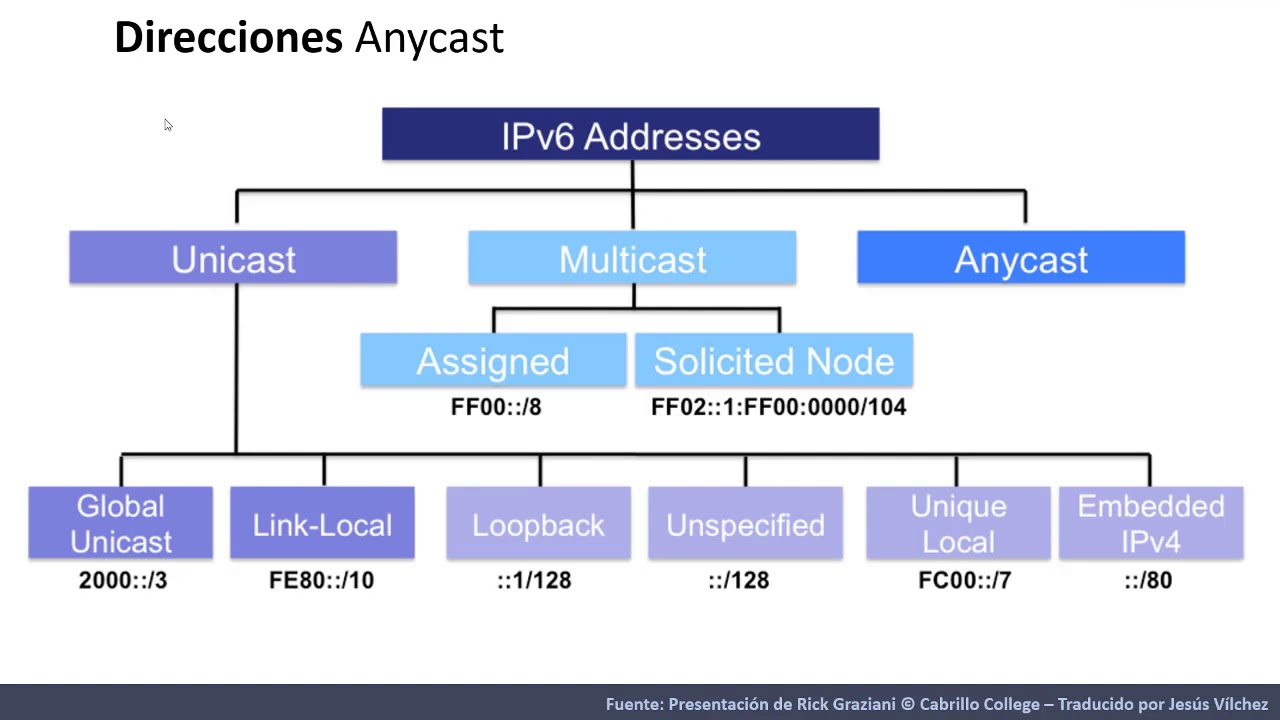 Direcciones Anycast
IPv6 Addresses
Unicast
Multicast
Anycast
Assigned
Solicited Node
FF00::/8
FF02::1:FF00:0000/104
Global
Unicast
Link-Local
Loopback
Unspecified
Unique
Local
Embedded
IPv4
2000::/3
FE80::/10
::1/128
::/128
FC00::/7
::/80
Fuente: Presentación de Rick Graziani © Cabrillo College – Traducido por Jesús Vílchez